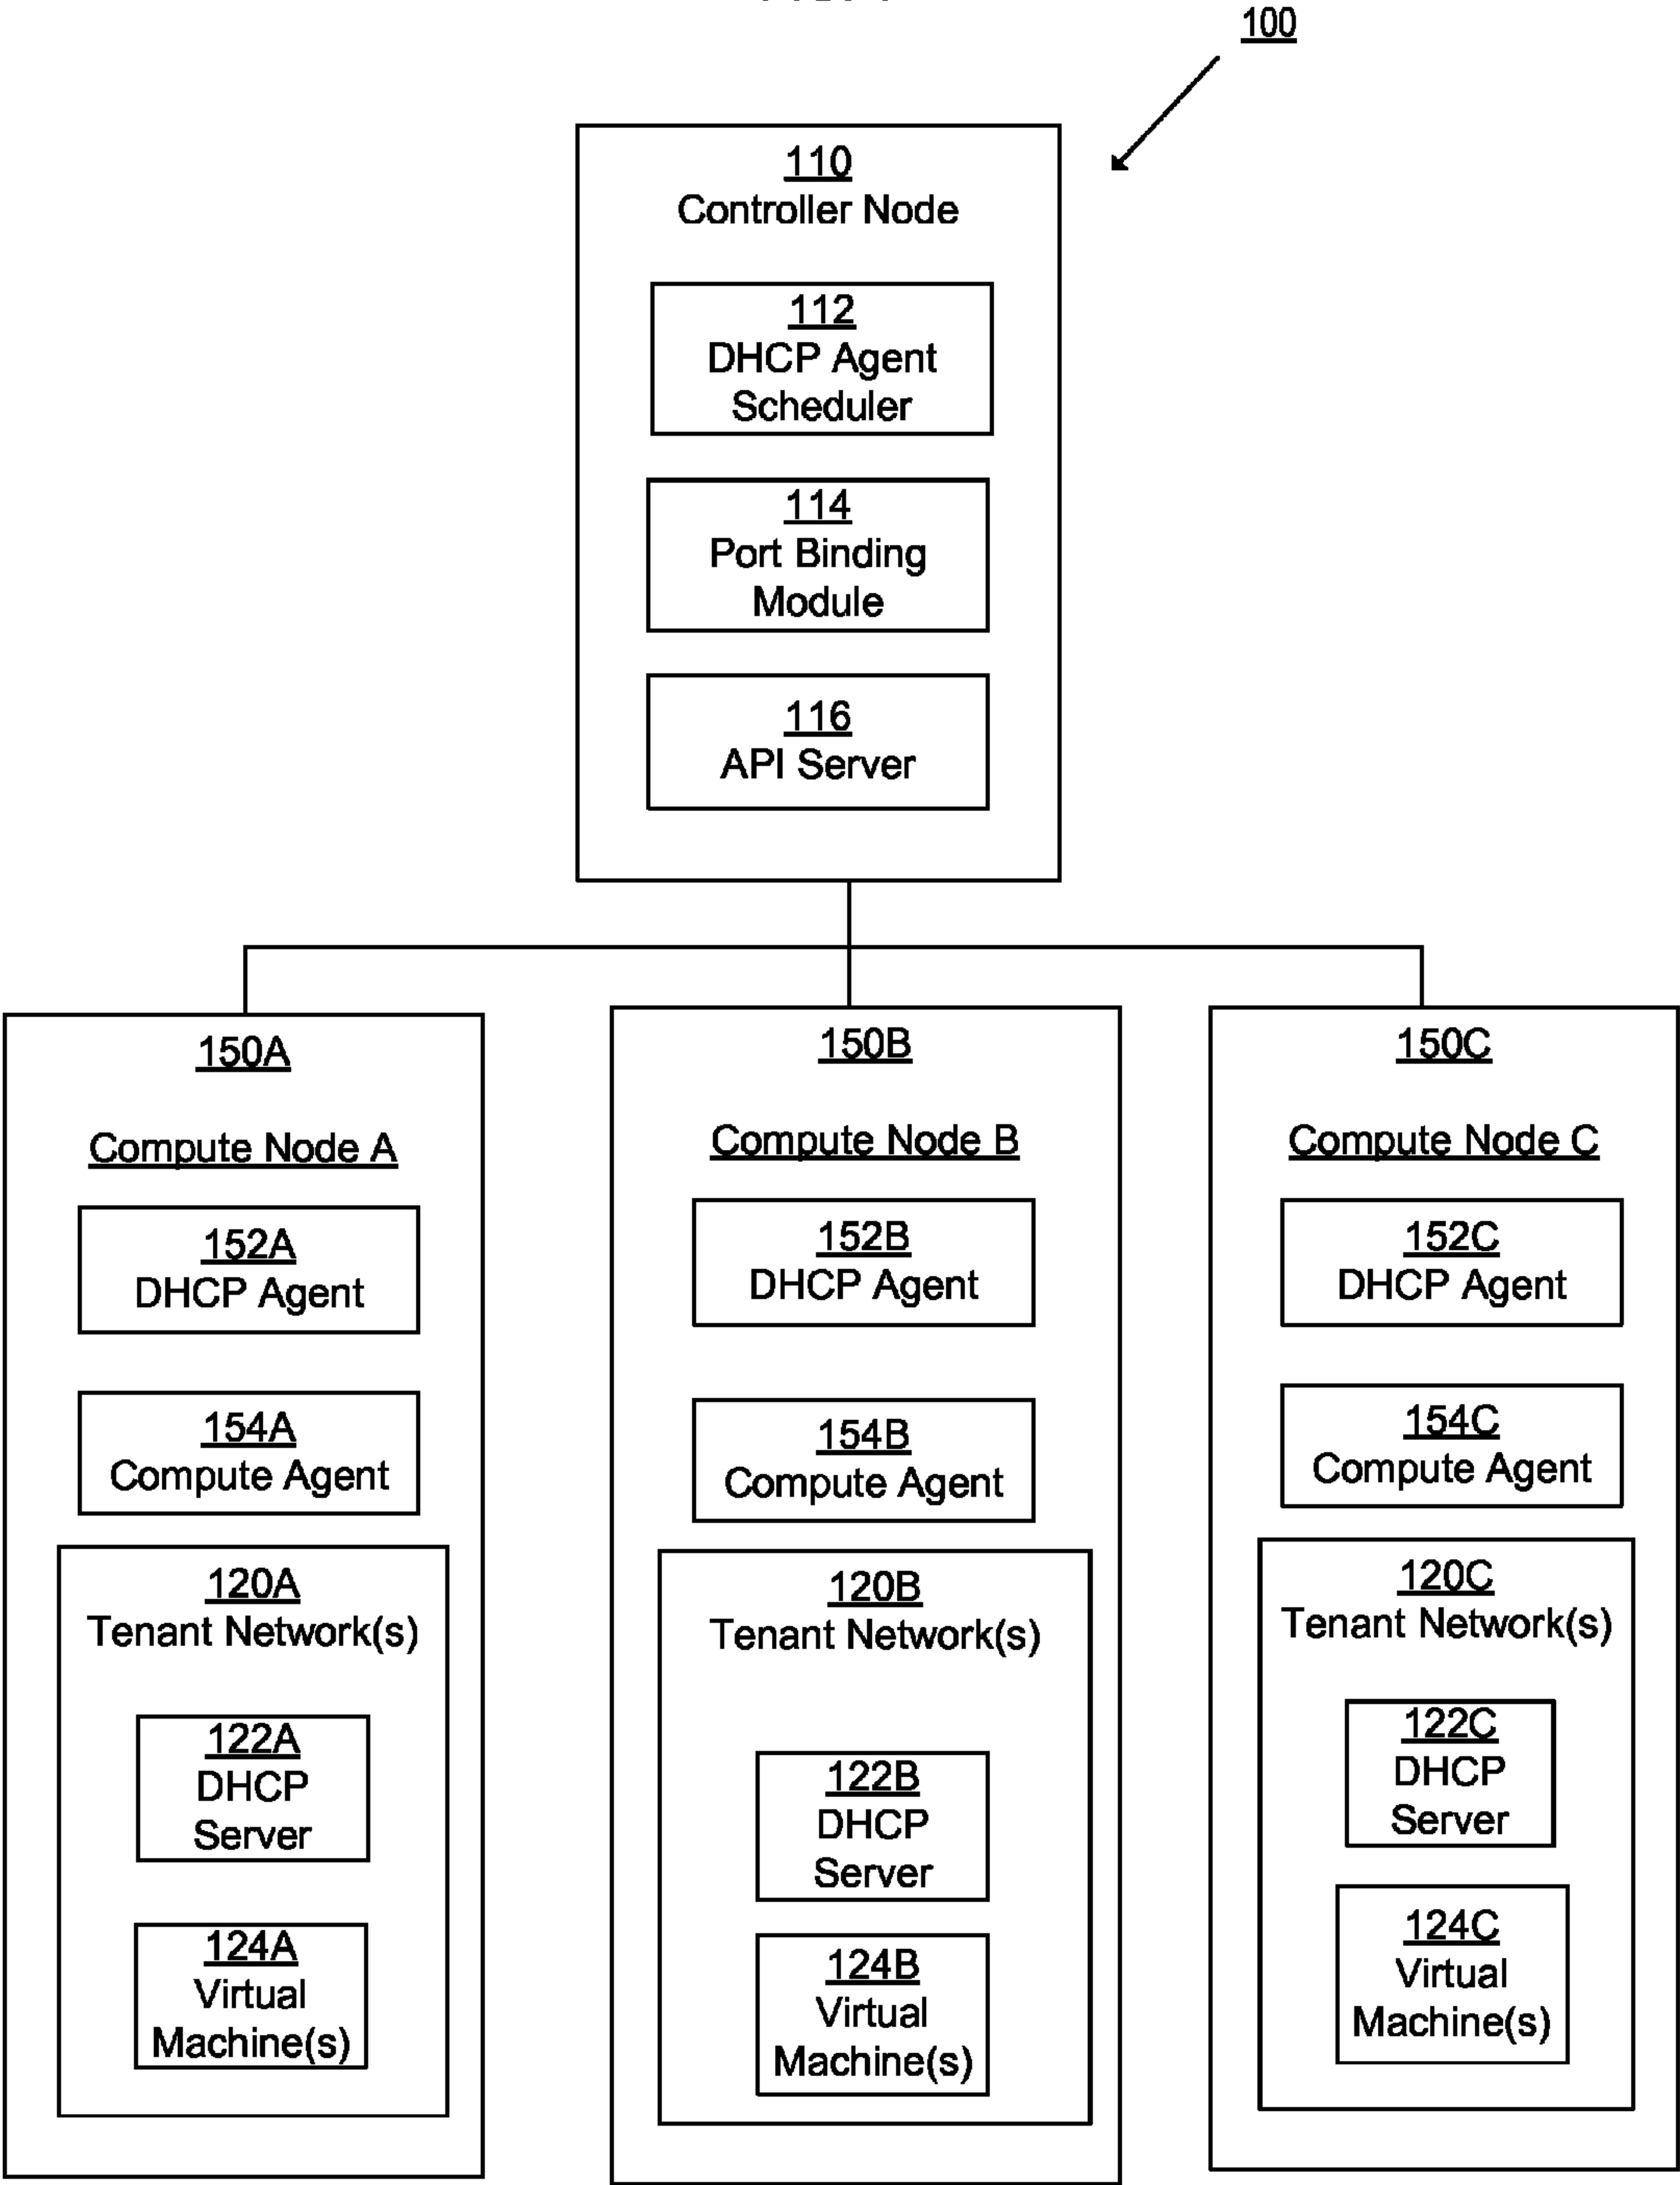 100
110
Controller Node
112
DHCP Agent
Scheduler
114
Port Binding
Module
116
API Server
150A
Compute Node A
152A
DHCP Agent
154A
Compute Agent
120A
Tenant Network(s)
122A
DHCP
Server
124A
Virtual
Machine(s)
150B
Compute Node B
152B
DHCP Agent
154B
Compute Agent
120B
Tenant Network(s)
122B
DHCP
Server
124B
Virtual
Machine(s)
150C
Compute Node C
152C
DHCP Agent
154C
Compute Agent
120C
Tenant Network(s)
122C
DHCP
Server
124C
Virtual
Machine(s)